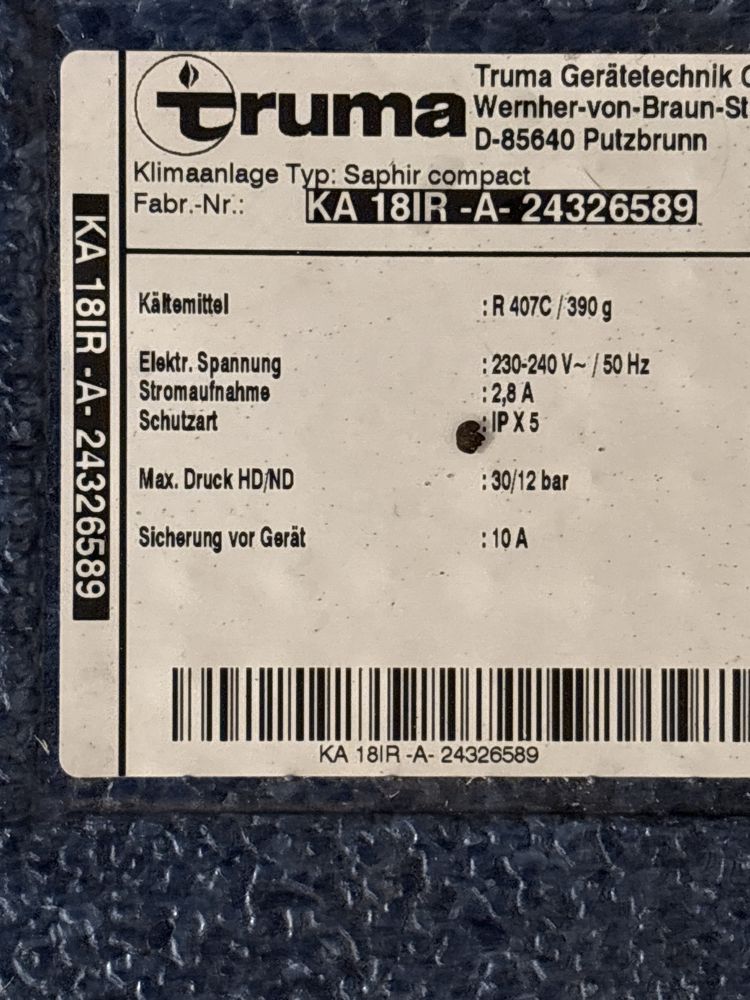 truma
Truma Gerätetechnik
Wernher-von-Braun-St
D-85640 Putzbrunn
Klimaanlage Typ: Saphir compact
Fabr.-Nr.: KA 18IR -A- 24326589
KA 18IR -A- 24326589
Kältemittel : R 407C / 390 g
Elektr. Spannung : 230-240 V~ / 50 Hz
Stromaufnahme : 2,8 A
Schutzart : IP X 5
Max. Druck HD/ND : 30/12 bar
Sicherung vor Gerät : 10 A
KA 18IR -A- 24326589